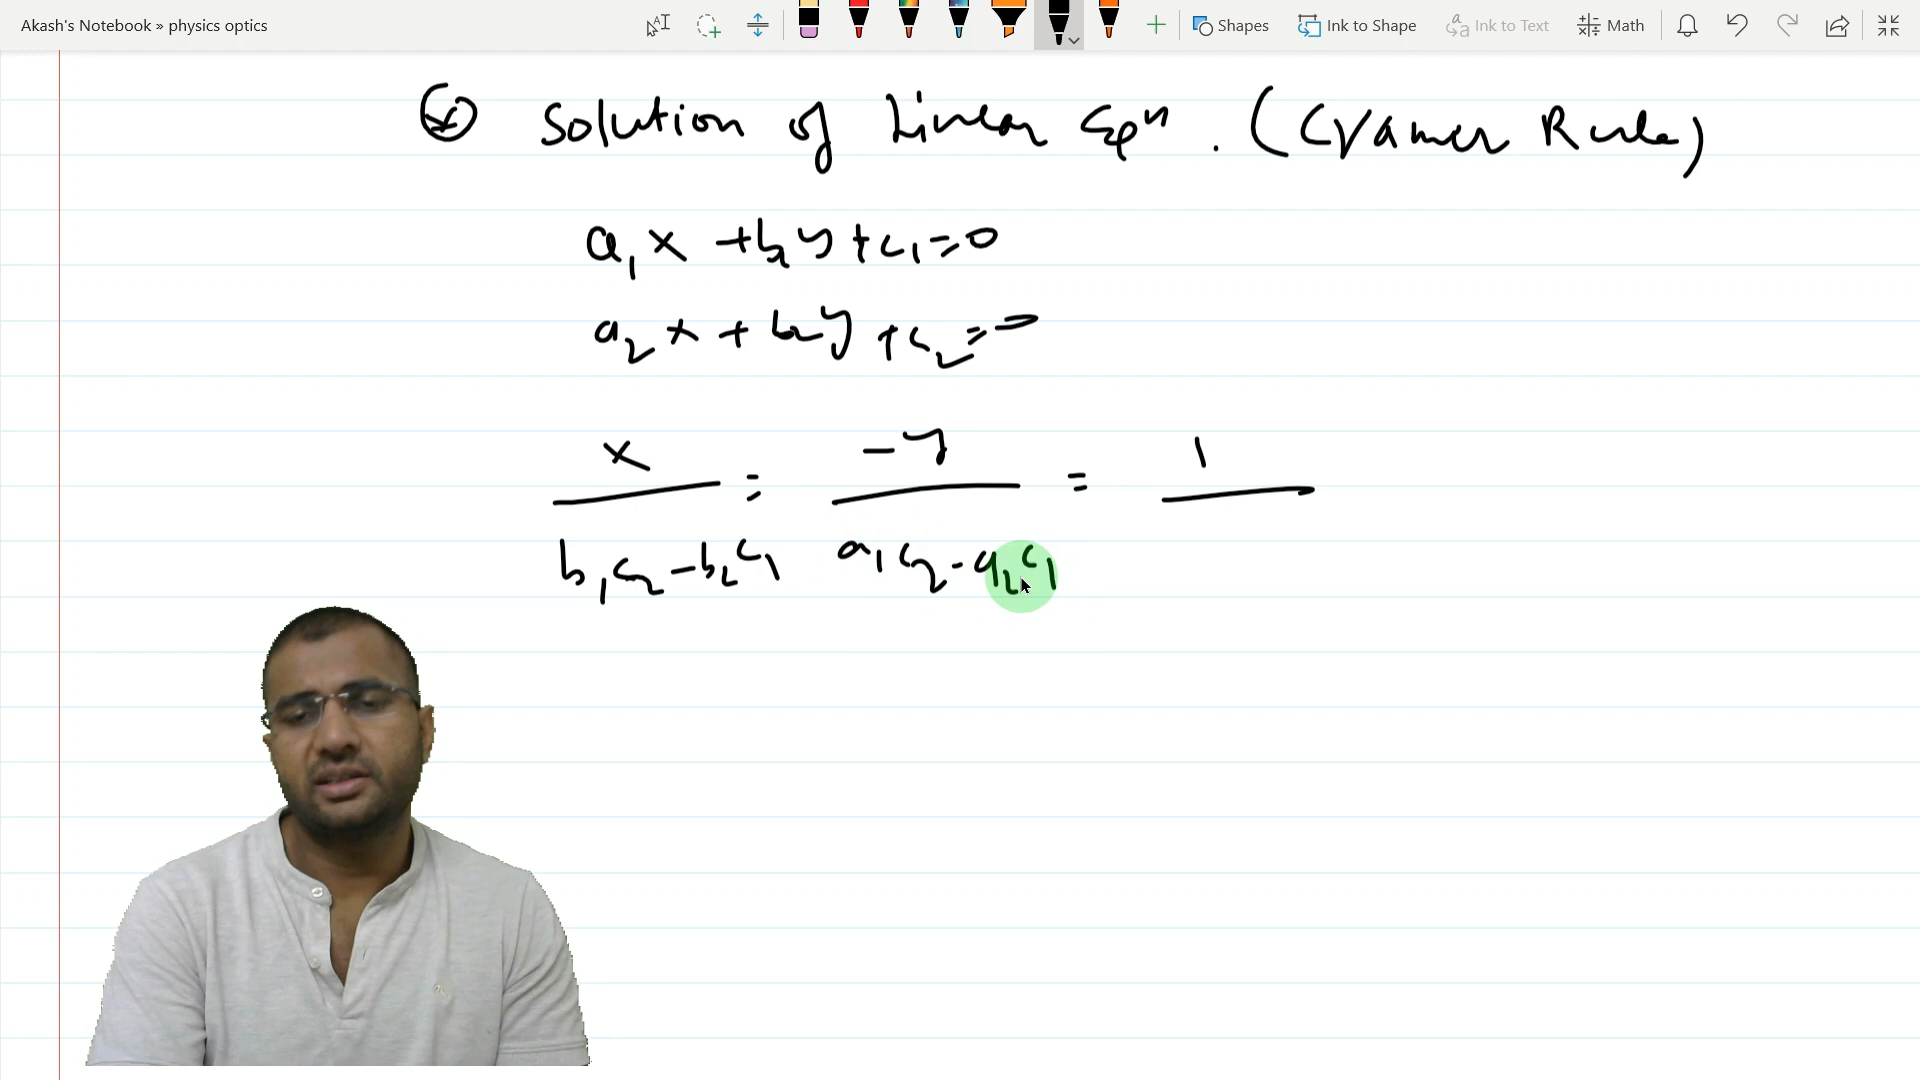 Akash's Notebook » physics optics
Shapes Ink to Shape Ink to Text Math
Solution of Linear Eqⁿ. (Cramer Rule)
a₁x + b₂y + c₁ = 0
a₂x + b₂y + c₂ = 0
x/(b₁c₂ - b₂c₁) = -y/(a₁c₂ - a₂c₁) = 1/